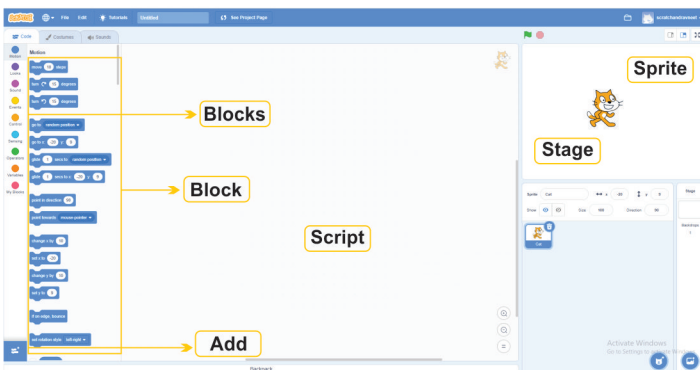 SCRATCH File Edit Tutorials Untitled See Project Page
Code Costumes Sounds
Motion
Looks
Sound
Events
Control
Sensing
Operators
Variables
My Blocks
Motion
move 10 steps
turn 15 degrees
turn 15 degrees
go to random position
go to x: -20 y: 0
glide 1 secs to random position
glide 1 secs to x: -20 y: 0
point in direction 90
point towards mouse-pointer
change x by 10
set x to -20
change y by 10
set y to 0
if on edge, bounce
set rotation style left-right
Blocks
Block
Add
Script
Backpack
Sprite
Stage
Sprite Cat x -20 y 0
Show Size 100 Direction 90
Cat
Stage
Backdrops
Activate Windows
Go to Settings to activate